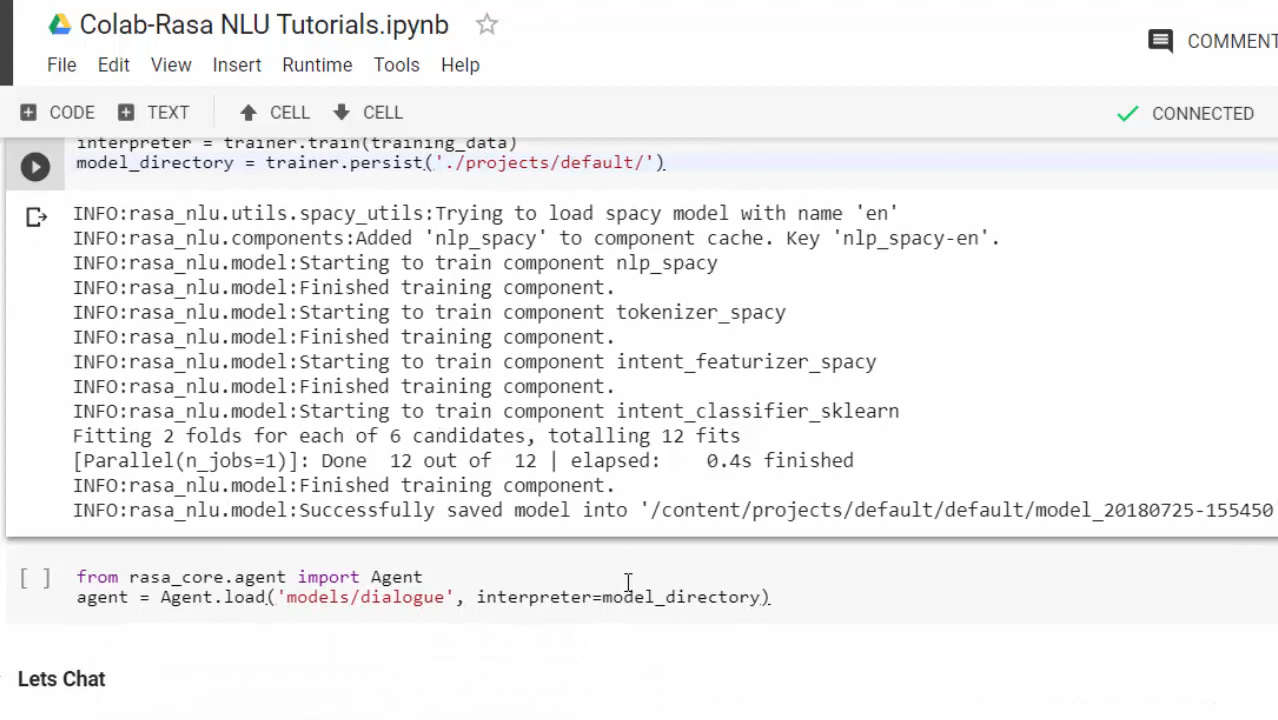 Colab-Rasa NLU Tutorials.ipynb
COMMENT
File Edit View Insert Runtime Tools Help
CODE TEXT CELL CELL
CONNECTED
interpreter = trainer.train(training_data)
model_directory = trainer.persist('./projects/default/')
INFO:rasa_nlu.utils.spacy_utils:Trying to load spacy model with name 'en'
INFO:rasa_nlu.components:Added 'nlp_spacy' to component cache. Key 'nlp_spacy-en'.
INFO:rasa_nlu.model:Starting to train component nlp_spacy
INFO:rasa_nlu.model:Finished training component.
INFO:rasa_nlu.model:Starting to train component tokenizer_spacy
INFO:rasa_nlu.model:Finished training component.
INFO:rasa_nlu.model:Starting to train component intent_featurizer_spacy
INFO:rasa_nlu.model:Finished training component.
INFO:rasa_nlu.model:Starting to train component intent_classifier_sklearn
Fitting 2 folds for each of 6 candidates, totalling 12 fits
[Parallel(n_jobs=1)]: Done  12 out of  12 | elapsed:    0.4s finished
INFO:rasa_nlu.model:Finished training component.
INFO:rasa_nlu.model:Successfully saved model into '/content/projects/default/default/model_20180725-155450
[ ] from rasa_core.agent import Agent
agent = Agent.load('models/dialogue', interpreter=model_directory)
Lets Chat